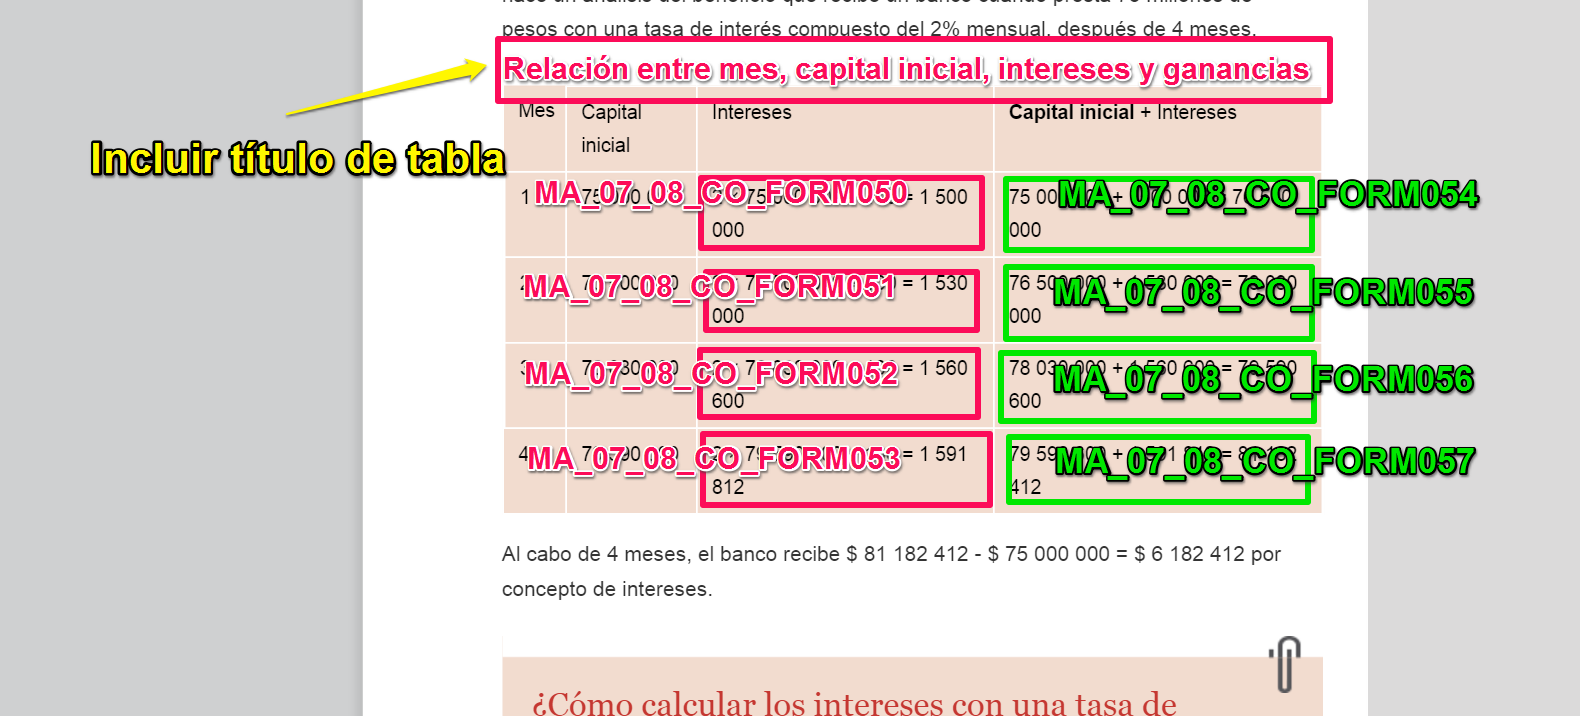 pesos con una tasa de interés compuesto del 2% mensual, después de 4 meses.
Relación entre mes, capital inicial, intereses y ganancias
Incluir título de tabla
Mes Capital inicial Intereses Capital inicial + Intereses
1 MA_07_08_CO_FORM050 = 1 500 000 MA_07_08_CO_FORM054
000
MA_07_08_CO_FORM051 = 1 530 000 MA_07_08_CO_FORM055
000
MA_07_08_CO_FORM052 = 1 560 600 MA_07_08_CO_FORM056
600
MA_07_08_CO_FORM053 = 1 591 812 MA_07_08_CO_FORM057
412
Al cabo de 4 meses, el banco recibe $ 81 182 412 - $ 75 000 000 = $ 6 182 412 por
concepto de intereses.
¿Cómo calcular los intereses con una tasa de